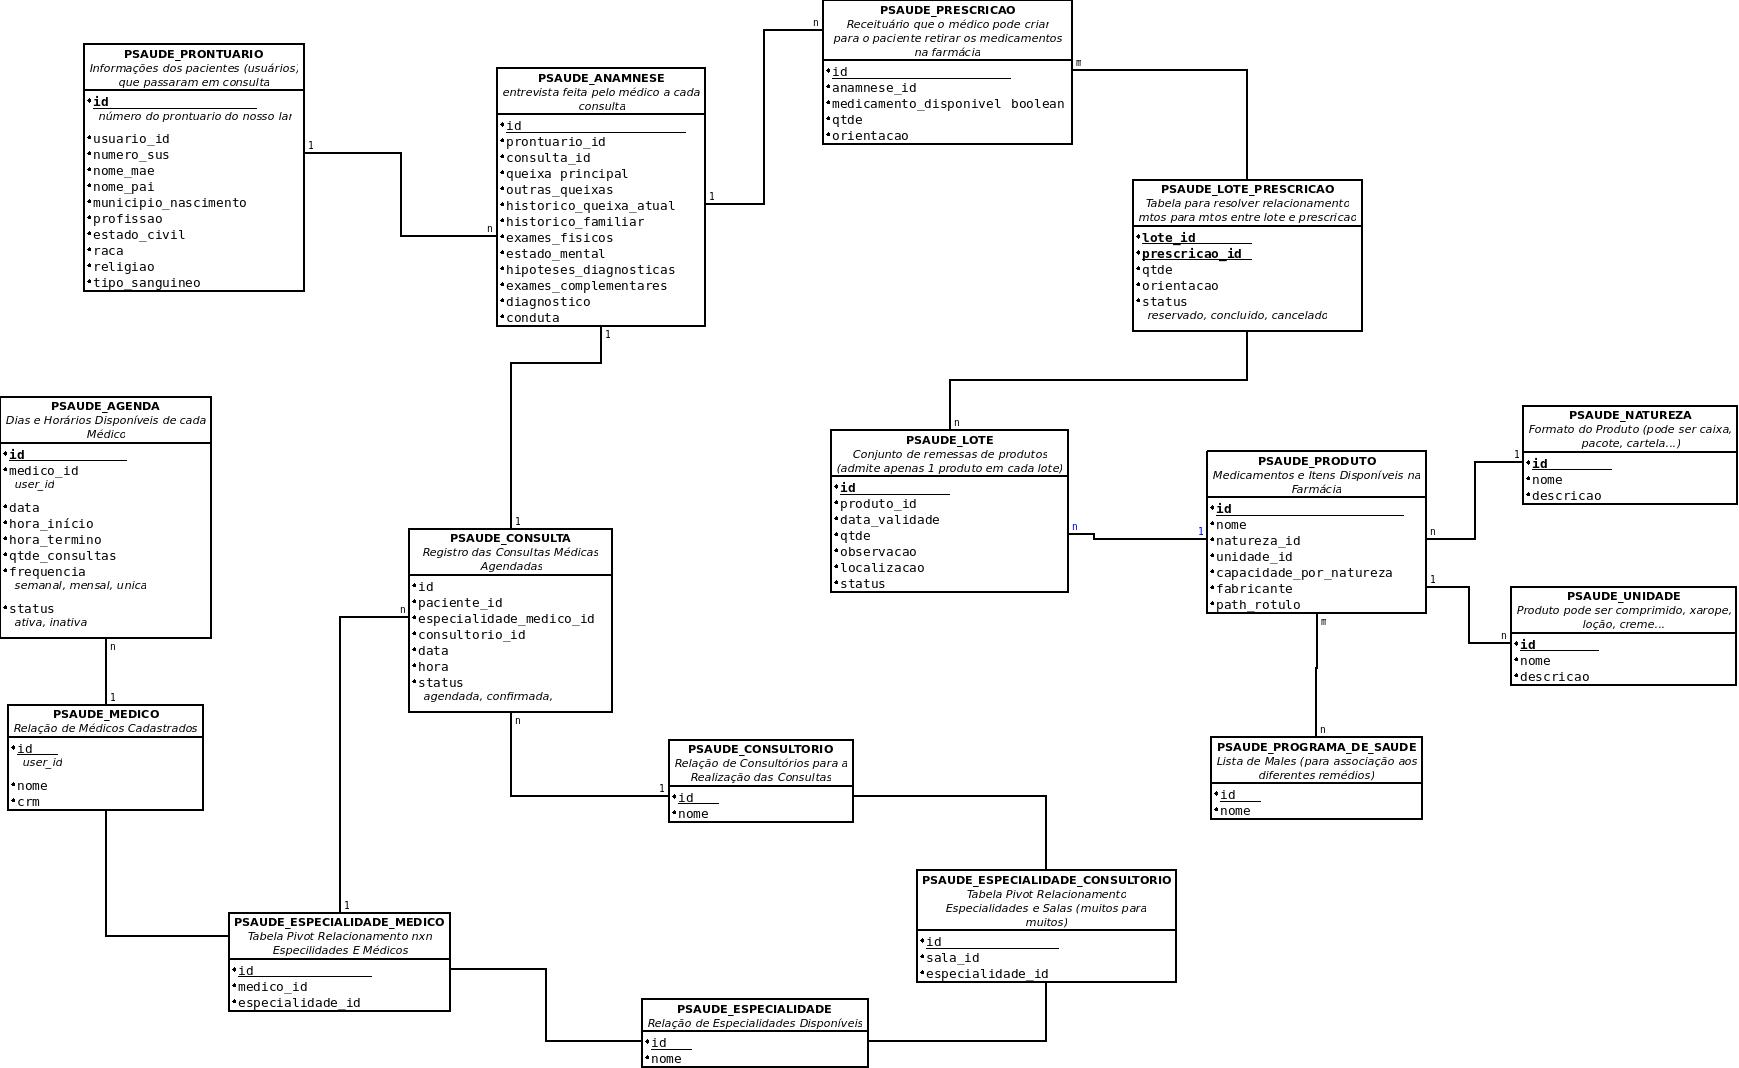 PSAUDE_PRONTUARIO
Informações dos pacientes (usuários)
que passaram em consulta
id
número do prontuario do nosso lar
usuario_id
numero_sus
nome_mae
nome_pai
municipio_nascimento
profissao
estado_civil
raca
religiao
tipo_sanguineo
1
n
PSAUDE_ANAMNESE
entrevista feita pelo médico a cada
consulta
id
prontuario_id
consulta_id
queixa principal
outras_queixas
historico_queixa_atual
historico_familiar
exames_fisicos
estado_mental
hipoteses_diagnosticas
exames_complementares
diagnostico
conduta
1
n
1
1
PSAUDE_PRESCRICAO
Receituário que o médico pode criar
para o paciente retirar os medicamentos
na farmácia
id
anamnese_id
medicamento_disponivel boolean
qtde
orientacao
m
PSAUDE_LOTE_PRESCRICAO
Tabela para resolver relacionamento
mtos para mtos entre lote e prescricao
lote_id
prescricao_id
qtde
orientacao
status
reservado, concluido, cancelado
n
PSAUDE_AGENDA
Dias e Horários Disponíveis de cada
Médico
id
medico_id
user_id
data
hora_início
hora_termino
qtde_consultas
frequencia
semanal, mensal, unica
status
ativa, inativa
n
1
PSAUDE_MEDICO
Relação de Médicos Cadastrados
id
user_id
nome
crm
PSAUDE_CONSULTA
Registro das Consultas Médicas
Agendadas
id
paciente_id
especialidade_medico_id
consultorio_id
data
hora
status
agendada, confirmada,
n
n
1
1
PSAUDE_LOTE
Conjunto de remessas de produtos
(admite apenas 1 produto em cada lote)
id
produto_id
data_validade
qtde
observacao
localizacao
status
n
1
PSAUDE_PRODUTO
Medicamentos e Itens Disponíveis na
Farmácia
id
nome
natureza_id
unidade_id
capacidade_por_natureza
fabricante
path_rotulo
n
1
1
n
m
n
PSAUDE_NATUREZA
Formato do Produto (pode ser caixa,
pacote, cartela...)
id
nome
descricao
PSAUDE_UNIDADE
Produto pode ser comprimido, xarope,
loção, creme...
id
nome
descricao
PSAUDE_PROGRAMA_DE_SAUDE
Lista de Males (para associação aos
diferentes remédios)
id
nome
PSAUDE_CONSULTORIO
Relação de Consultórios para a
Realização das Consultas
id
nome
PSAUDE_ESPECIALIDADE_CONSULTORIO
Tabela Pivot Relacionamento
Especialidades e Salas (muitos para
muitos)
id
sala_id
especialidade_id
PSAUDE_ESPECIALIDADE_MEDICO
Tabela Pivot Relacionamento nxn
Especilidades E Médicos
id
medico_id
especialidade_id
PSAUDE_ESPECIALIDADE
Relação de Especialidades Disponíveis
id
nome